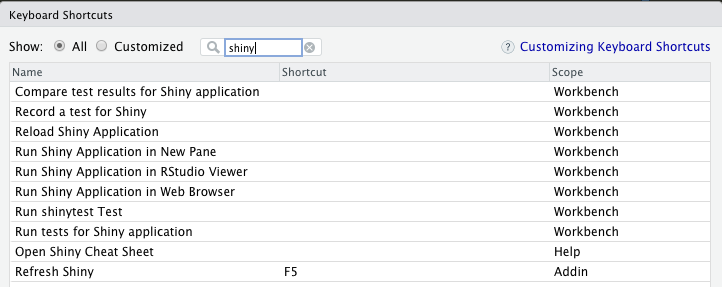 Keyboard Shortcuts
Show: All Customized shiny ? Customizing Keyboard Shortcuts
Name Shortcut Scope
Compare test results for Shiny application Workbench
Record a test for Shiny Workbench
Reload Shiny Application Workbench
Run Shiny Application in New Pane Workbench
Run Shiny Application in RStudio Viewer Workbench
Run Shiny Application in Web Browser Workbench
Run shinytest Test Workbench
Run tests for Shiny application Workbench
Open Shiny Cheat Sheet Help
Refresh Shiny F5 Addin